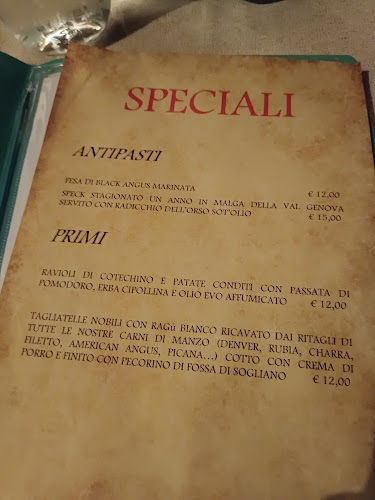 SPECIALI
ANTIPASTI
FESA DI BLACK ANGUS MARINATA € 12,00
SPECK STAGIONATO UN ANNO IN MALGA DELLA VAL GENOVA
SERVITO CON RADICCHIO DELL'ORSO SOT'OLIO € 15,00
PRIMI
RAVIOLI DI COTECHINO E PATATE CONDITI CON PASSATA DI
POMODORO, ERBA CIPOLLINA E OLIO EVO AFFUMICATO € 12,00
TAGLIATELLE NOBILI CON RAGÙ BIANCO RICAVATO DAI RITAGLI DI
TUTTE LE NOSTRE CARNI DI MANZO (DENVER, RUBIA, CHARRA,
FILETTO, AMERICAN ANGUS, PICANA...) COTTO CON CREMA DI
PORRO E FINITO CON PECORINO DI FOSSA DI SOGLIANO € 12,00